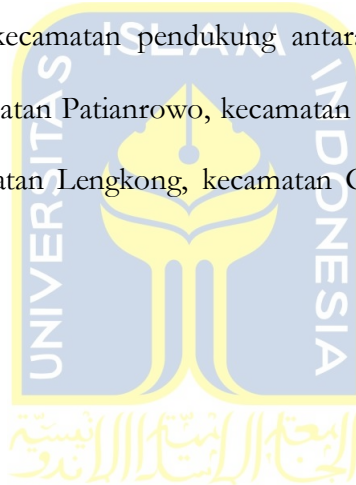 kecamatan pendukung antar
atan Patianrowo, kecamatan
atan Lengkong, kecamatan
UNIVERSITAS
ISLAM
INDONESIA